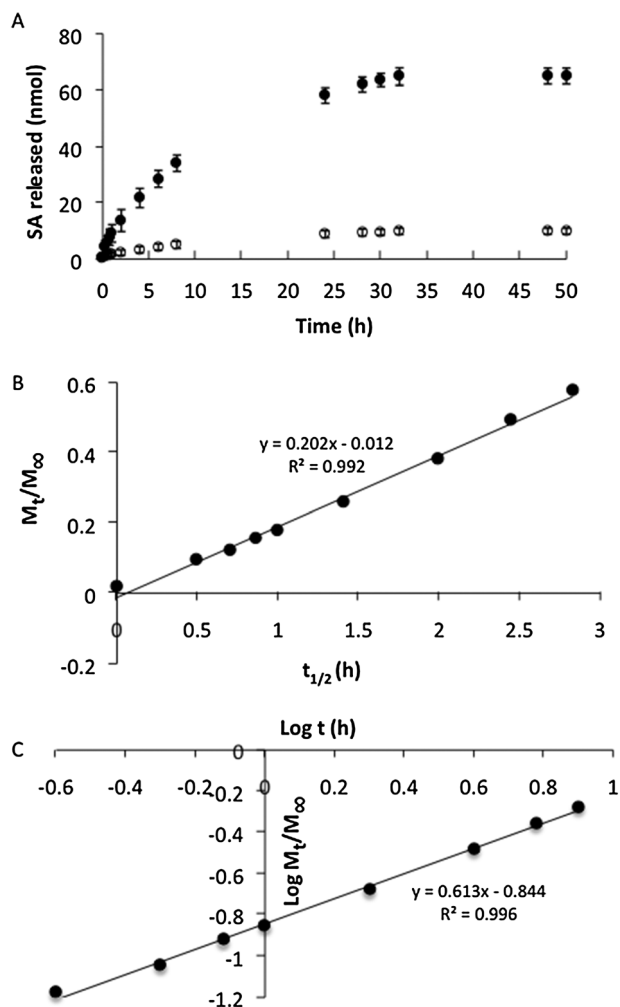 A
80
60
40
20
0
SA released (nmol)
0 5 10 15 20 25 30 35 40 45 50
Time (h)
B
0.6
0.4
0.2
0
-0.2
Mt/M∞
y = 0.202x - 0.012
R² = 0.992
0 0.5 1 1.5 2 2.5 3
t1/2 (h)
Log t (h)
C
0
-0.6 -0.4 -0.2 0 0.2 0.4 0.6 0.8 1
-0.2
-0.4
-0.6
-0.8
-1
-1.2
Log Mt/M∞
y = 0.613x - 0.844
R² = 0.996